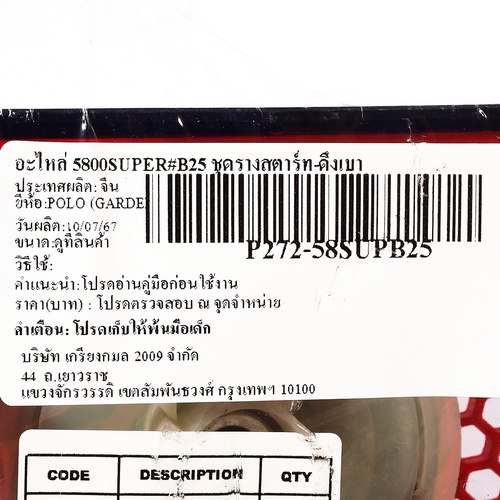 อะไหล่ 5800SUPER#B25 ชุดรางสตาร์ท-ดึงเบา
ประเทศผลิต: จีน
ยี่ห้อ:POLO (GARDE
วันผลิต:10/07/67
ขนาด:ดูที่สินค้า
P272-58SUPB25
วิธีใช้:
คำแนะนำ:โปรดอ่านคู่มือก่อนใช้งาน
ราคา(บาท) : โปรดตรวจสอบ ณ จุดจำหน่าย
คำเตือน: โปรดเก็บให้พ้นมือเด็ก
บริษัท เกรียงกมล 2009 จำกัด
44 ถ.เยาวราช
แขวงจักรวรรดิ เขตสัมพันธวงศ์ กรุงเทพฯ 10100
CODE DESCRIPTION QTY